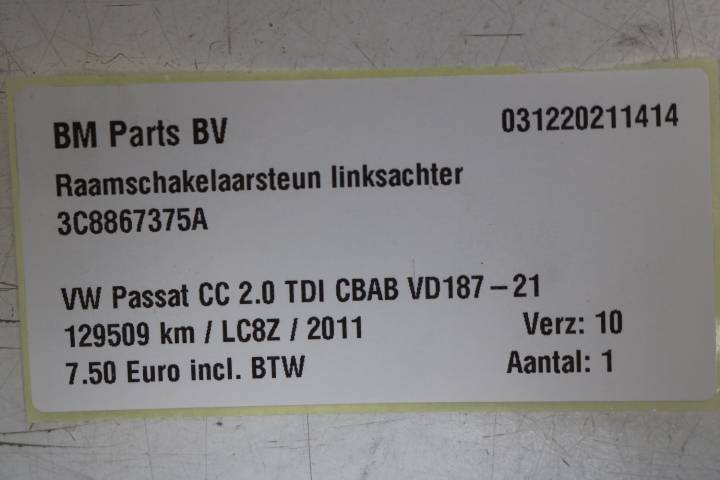 BM Parts BV 031220211414
Raamschakelaarsteun linksachter
3C8867375A
VW Passat CC 2.0 TDI CBAB VD187-21
129509 km / LC8Z / 2011 Verz: 10
7.50 Euro incl. BTW Aantal: 1